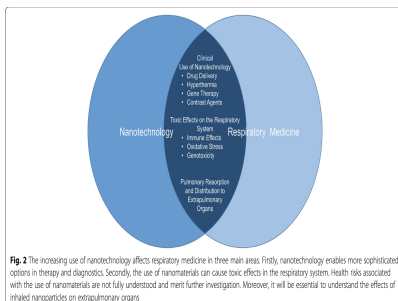 Clinical
Use of Nanotechnology
• Drug Delivery
• Hyperthermia
• Gene Therapy
• Contrast Agents
Toxic Effects on the Respiratory
System
• Immune Effects
• Oxidative Stress
• Genotoxicity
Nanotechnology
Respiratory Medicine
Pulmonary Resorption
and Distribution to
Extrapulmonary
Organs
Fig. 2 The increasing use of nanotechnology affects respiratory medicine in three main areas. Firstly, nanotechnology enables more sophisticated
options in therapy and diagnostics. Secondly, the use of nanomaterials can cause toxic effects in the respiratory system. Health risks associated
with the use of nanomaterials are not fully understood and merit further investigation. Moreover, it will be essential to understand the effects of
inhaled nanoparticles on extrapulmonary organs